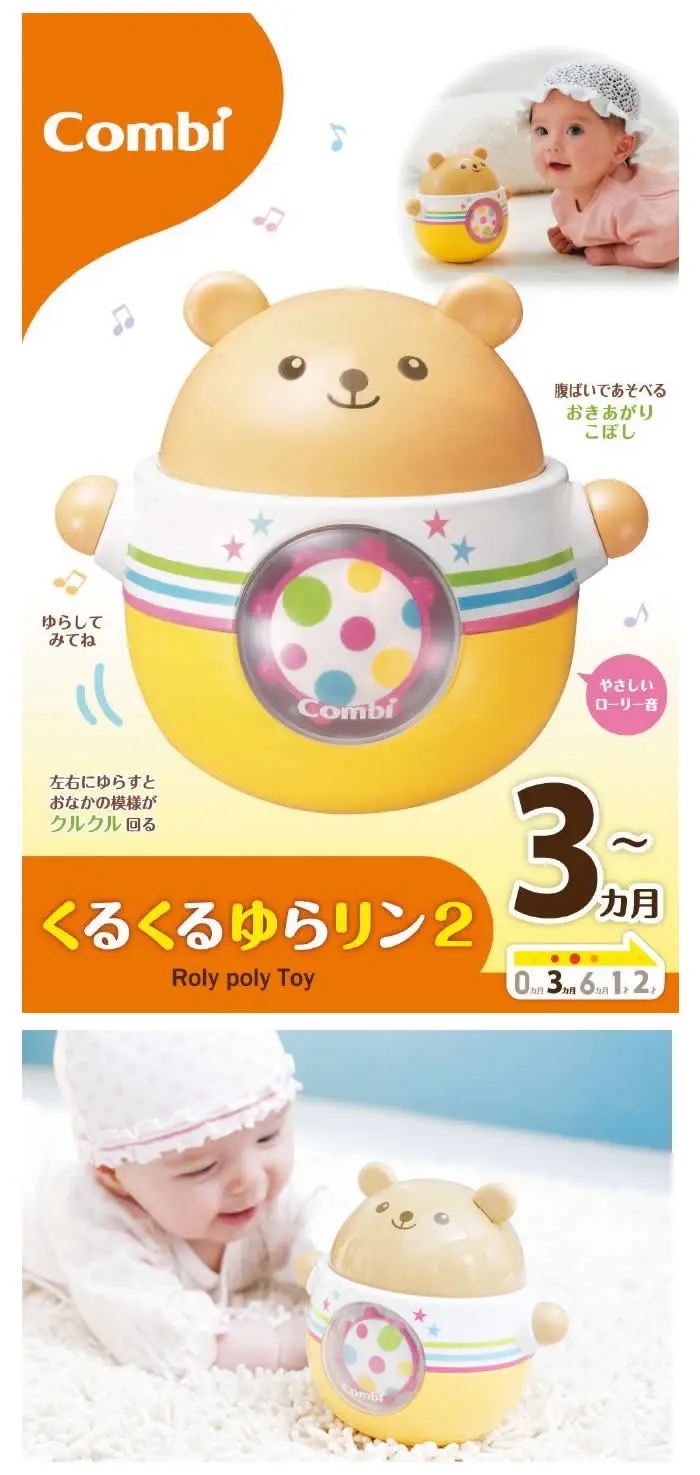 Combi
腹ばいであそべる
おきあがり
こぼし
ゆらして
みてね
Combi
やさしい
ローリー音
左右にゆらすと
おなかの模様が
クルクル回る
3~
カ月
くるくるゆらリン2
Roly poly Toy
0カ月 3カ月 6カ月 1才 2才
Combi